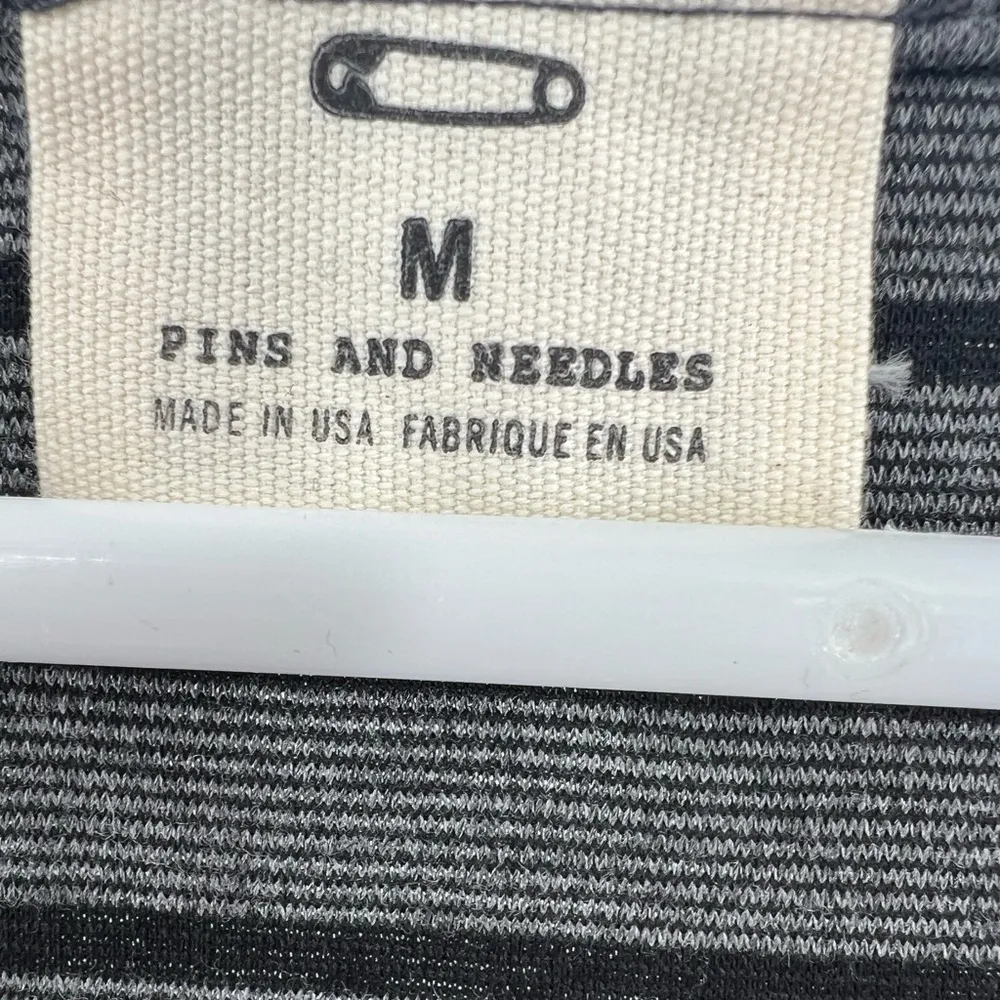 M
PINS AND NEEDLES
MADE IN USA FABRIQUE EN USA